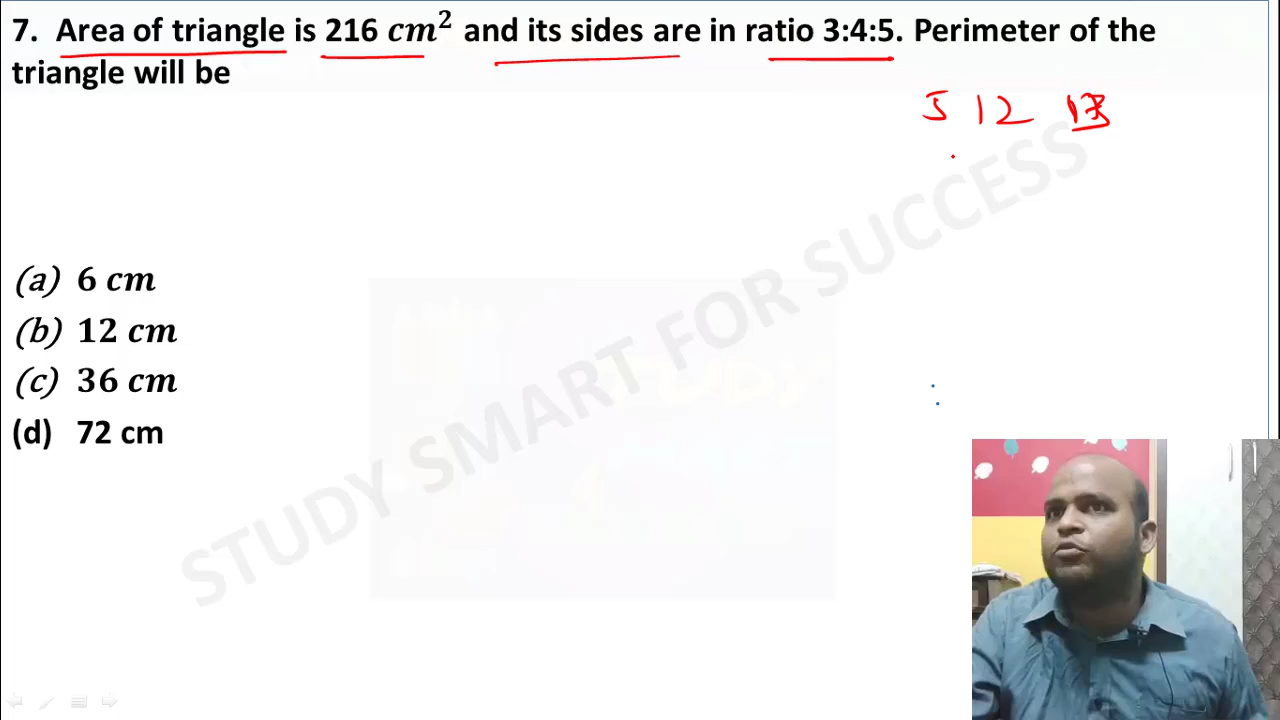 7. Area of triangle is 216 cm² and its sides are in ratio 3:4:5. Perimeter of the
triangle will be
5 12 13
(a) 6 cm
(b) 12 cm
(c) 36 cm
(d) 72 cm
STUDY SMART FOR SUCCESS